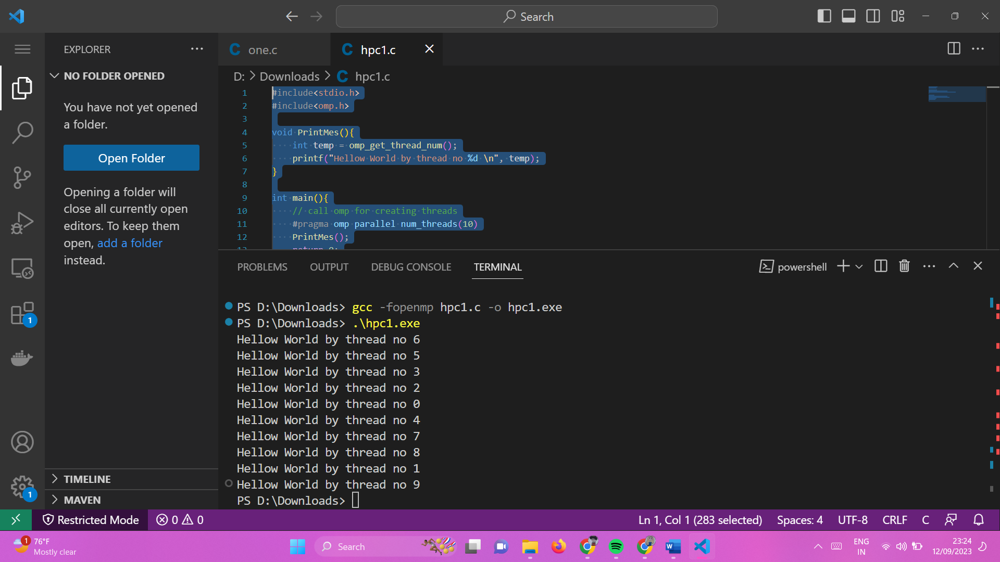 Search
EXPLORER
NO FOLDER OPENED
You have not yet opened
a folder.
Open Folder
Opening a folder will
close all currently open
editors. To keep them
open, add a folder
instead.
TIMELINE
MAVEN
1
1
one.c
hpc1.c
D: > Downloads > hpc1.c
1 #include<stdio.h>
2 #include<omp.h>
3
4 void PrintMes(){
5 int temp = omp_get_thread_num();
6 printf("Hellow World by thread no %d \n", temp);
7 }
8
9 int main(){
10 // call omp for creating threads
11 #pragma omp parallel num_threads(10)
12 PrintMes();
13 return 0;
PROBLEMS OUTPUT DEBUG CONSOLE TERMINAL
powershell
PS D:\Downloads> gcc -fopenmp hpc1.c -o hpc1.exe
PS D:\Downloads> .\hpc1.exe
Hellow World by thread no 6
Hellow World by thread no 5
Hellow World by thread no 3
Hellow World by thread no 2
Hellow World by thread no 0
Hellow World by thread no 4
Hellow World by thread no 7
Hellow World by thread no 8
Hellow World by thread no 1
Hellow World by thread no 9
PS D:\Downloads>
Restricted Mode 0 0 Ln 1, Col 1 (283 selected) Spaces: 4 UTF-8 CRLF C
1
76°F
Mostly clear
Search
ENG
IN
23:24
12/09/2023